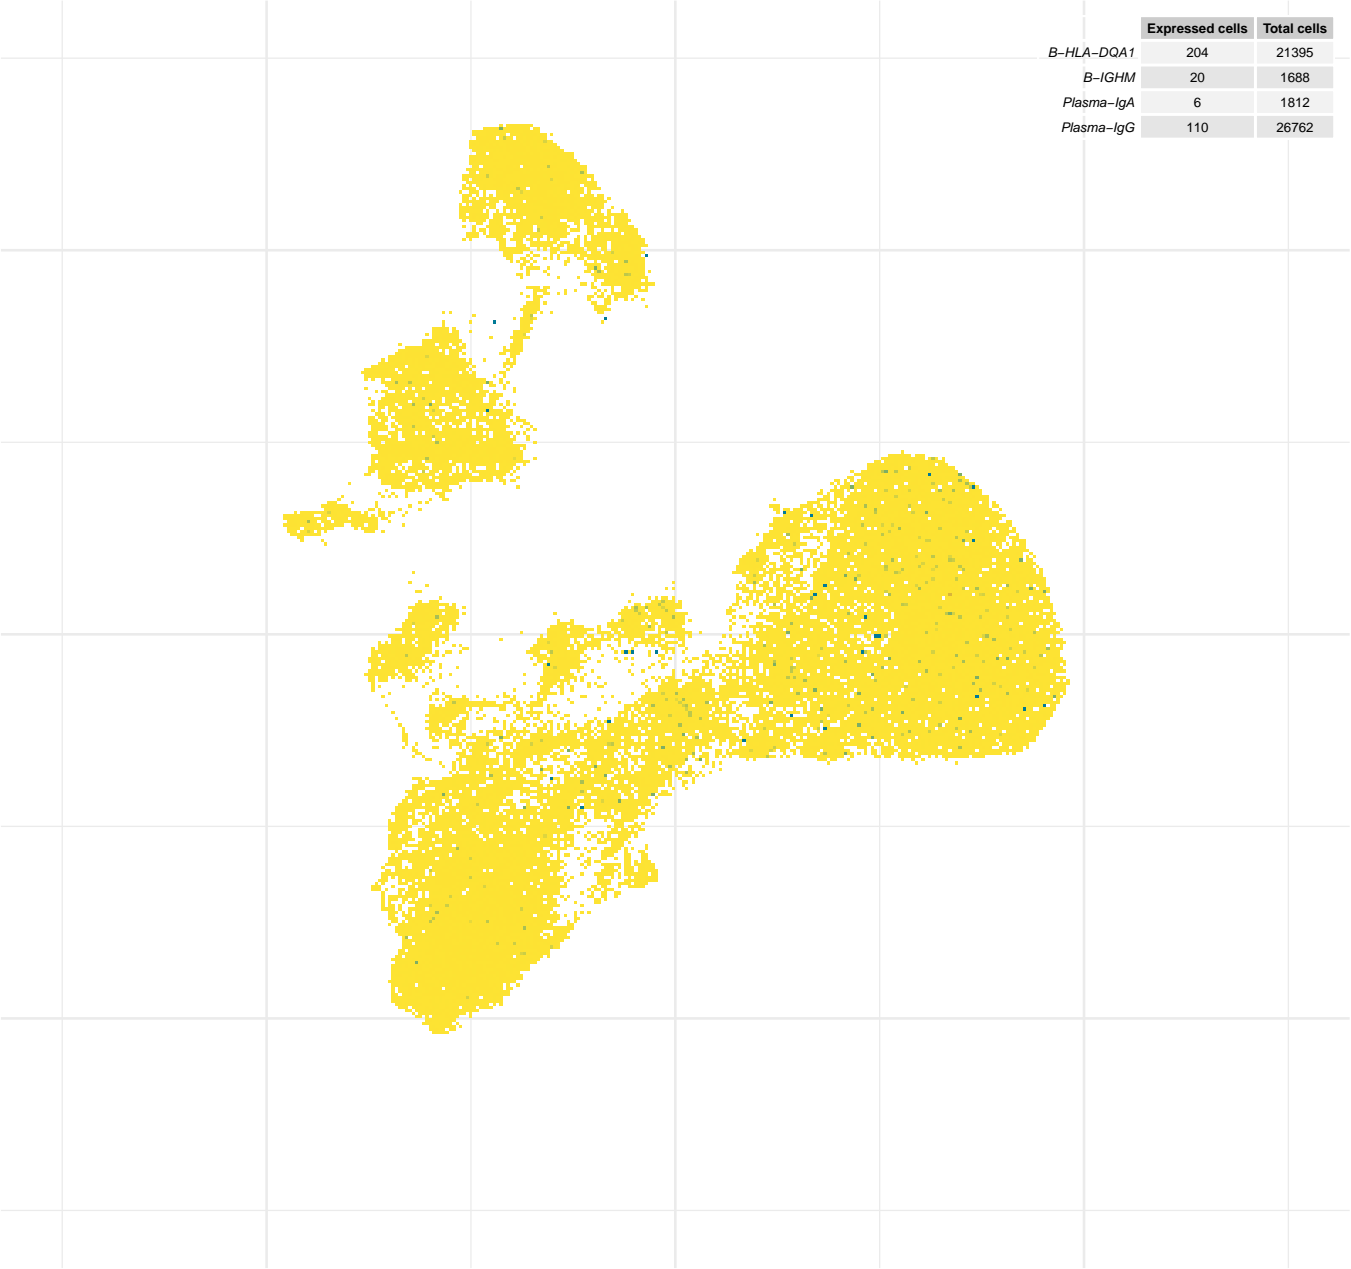 Expressed cells Total cells
B−HLA−DQA1 204 21395
B−IGHM 20 1688
Plasma−IgA 6 1812
Plasma−IgG 110 26762